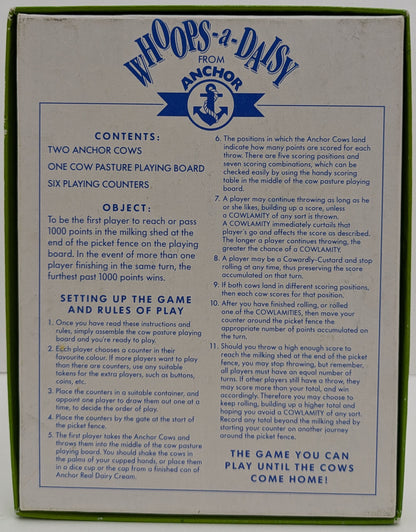 WHOOPS-a-DAISY
FROM
ANCHOR
CONTENTS:
TWO ANCHOR COWS
ONE COW PASTURE PLAYING BOARD
SIX PLAYING COUNTERS
OBJECT:
To be the first player to reach or pass
1000 points in the milking shed at the
end of the picket fence on the playing
board. In the event of more than one
player finishing in the same turn, the
furthest past 1000 points wins.
SETTING UP THE GAME
AND RULES OF PLAY
1. Once you have read these instructions and
rules, simply assemble the cow pasture playing
board and you're ready to play.
2. Each player chooses a counter in their
favourite colour. If more players want to play
than there are counters, use any suitable
tokens for the extra players, such as buttons,
coins, etc.
3. Place the counters in a suitable container, and
appoint one player to draw them out one at a
time, to decide the order of play.
4. Place the counters by the gate at the start of
the picket fence.
5. The first player takes the Anchor Cows and
throws them into the middle of the cow pasture
playing board. You should shake the cows
in the palms of your cupped hands, or place them
in a dice cup or the cap from a finished can of
Anchor Real Dairy Cream.
6. The positions in which the Anchor Cows land
indicate how many points are scored for each
throw. There are five scoring positions and
seven scoring combinations; which can be
checked easily by using the handy scoring
table in the middle of the cow pasture playing
board.
7. A player may continue throwing as long as he
or she likes, building up a score, unless
a COWLAMITY of any sort is thrown.
A COWLAMITY immediately curtails that
player's go and affects the score as described.
The longer a player continues throwing, the
greater the chance of a COWLAMITY.
8. A player may be a Cowardly-Custard and stop
rolling at any time, thus preserving the score
accumulated on that turn.
9. If both cows land in different scoring positions,
then each cow scores for that position.
10. After you have finished rolling, or rolled
one of the COWLAMITIES, then move your
counter around the picket fence the
appropriate number of points accumulated on
the turn.
11. Should you throw a high enough score to
reach the milking shed at the end of the picket
fence, you may stop throwing, but remember,
all players must have an equal number of
turns. If other players still have a throw, they
may score more than your total, and win
accordingly. Therefore you may choose to
keep rolling, building up a higher total and
hoping you avoid a COWLAMITY of any sort.
Record any total beyond the milking shed by
starting your counter on another journey
around the picket fence.
THE GAME YOU CAN
PLAY UNTIL THE COWS
COME HOME!